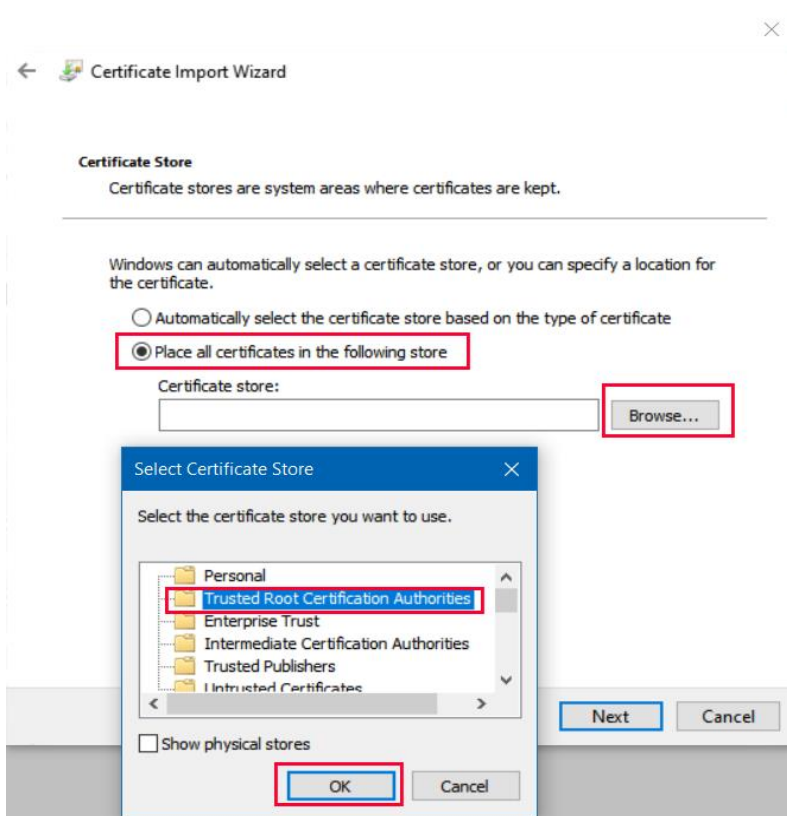 Certificate Import Wizard
Certificate Store
Certificate stores are system areas where certificates are kept.
Windows can automatically select a certificate store, or you can specify a location for
the certificate.
Automatically select the certificate store based on the type of certificate
Place all certificates in the following store
Certificate store:
Browse...
Select Certificate Store
Select the certificate store you want to use.
Personal
Trusted Root Certification Authorities
Enterprise Trust
Intermediate Certification Authorities
Trusted Publishers
Untrusted Certificates
Show physical stores
OK Cancel
Next Cancel